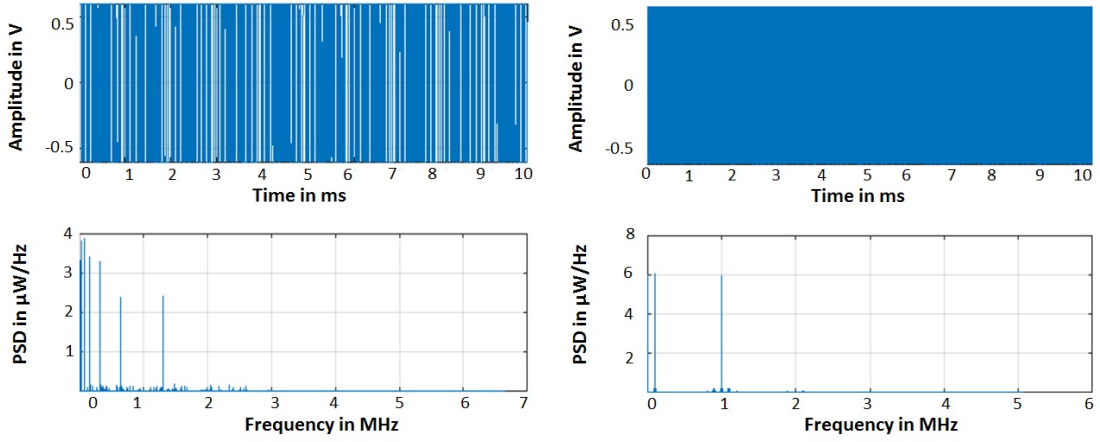 Amplitude in V
0.5
0
-0.5
0 1 2 3 4 5 6 7 8 9 10
Time in ms
Amplitude in V
0.5
0
-0.5
0 1 2 3 4 5 6 7 8 9 10
Time in ms
PSD in µW/Hz
4
3
2
1
0 1 2 3 4 5 6 7
Frequency in MHz
PSD in µW/Hz
8
6
4
2
0 1 2 3 4 5 6
Frequency in MHz